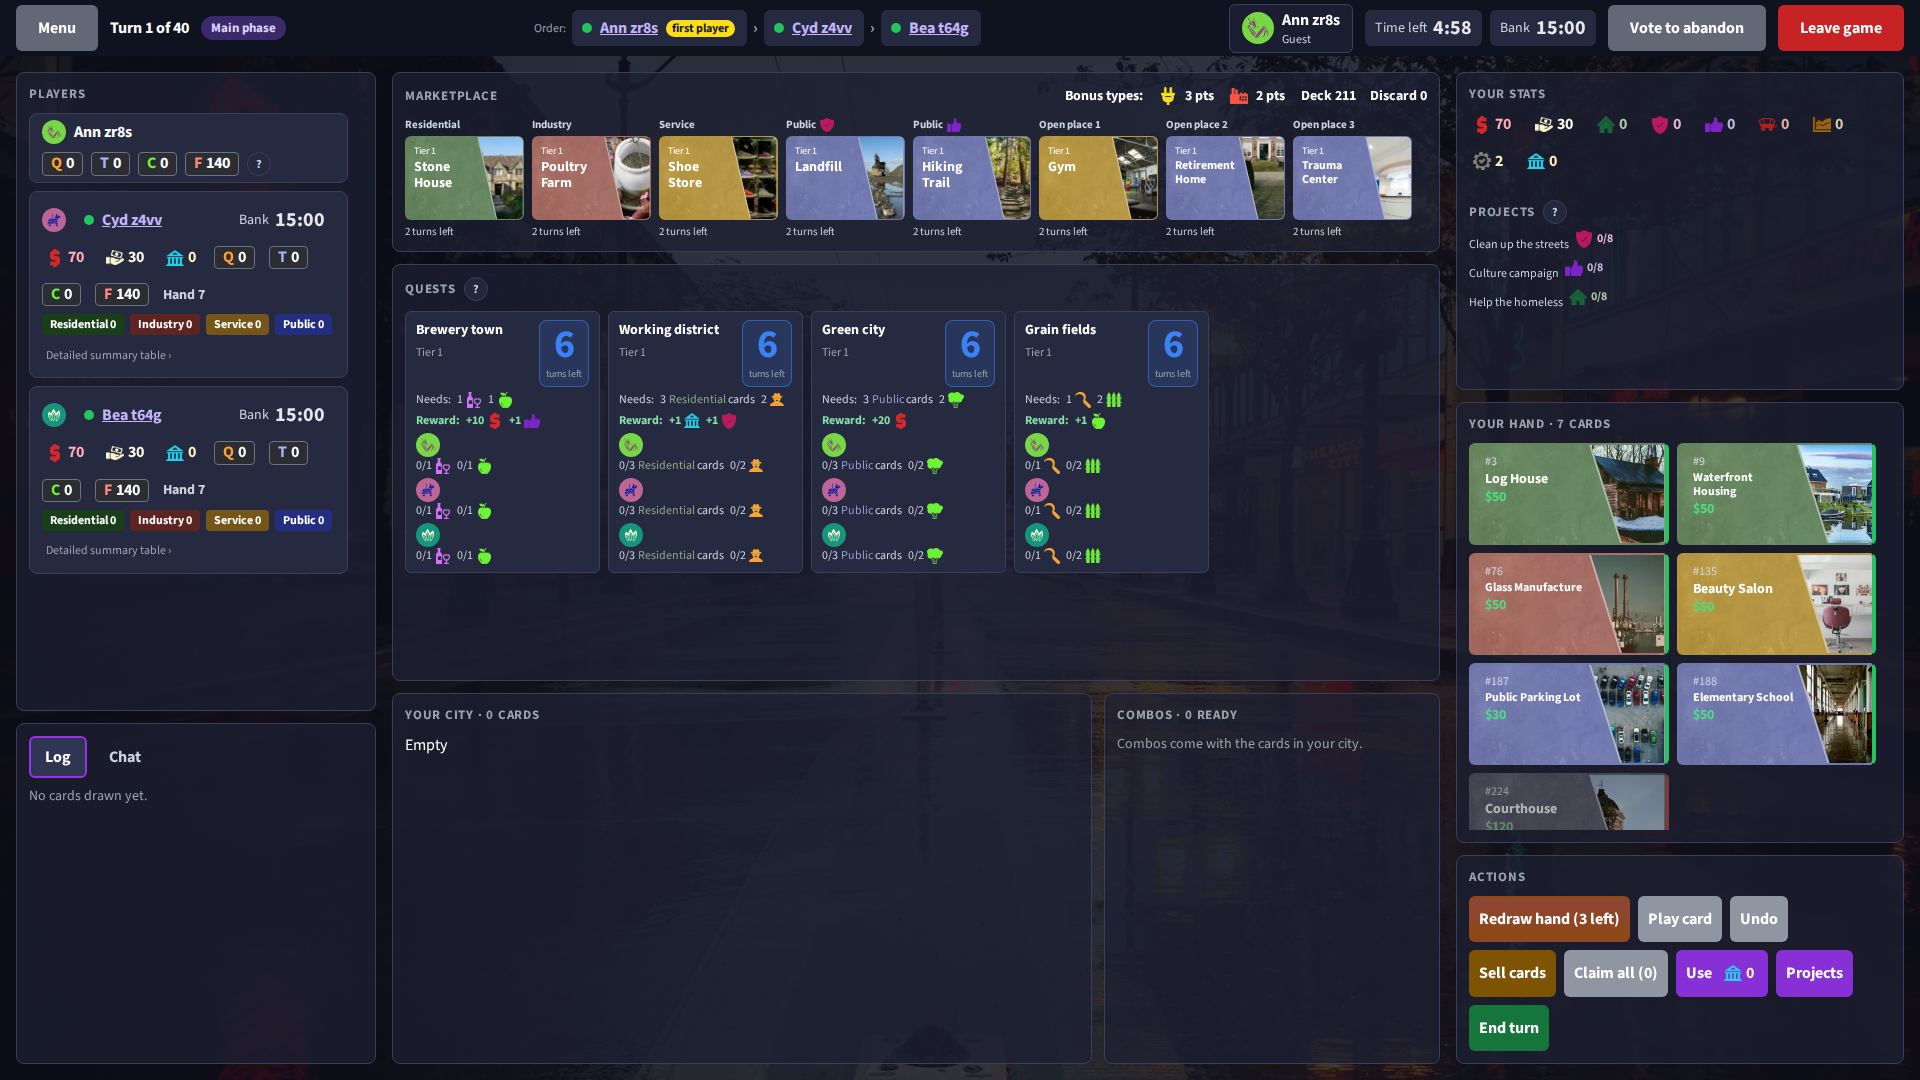 Menu
Turn 1 of 40
Main phase
Order:
Ann zr8s first player › Cyd z4vv › Bea t64g
Ann zr8s
Guest
Time left 4:58
Bank 15:00
Vote to abandon
Leave game
PLAYERS
Ann zr8s
Q 0 T 0 C 0 F 140 ?
Cyd z4vv Bank 15:00
70 30 0 Q 0 T 0
C 0 F 140 Hand 7
Residential 0 Industry 0 Service 0 Public 0
Detailed summary table ›
Bea t64g Bank 15:00
70 30 0 Q 0 T 0
C 0 F 140 Hand 7
Residential 0 Industry 0 Service 0 Public 0
Detailed summary table ›
Log Chat
No cards drawn yet.
MARKETPLACE
Bonus types: 3 pts 2 pts Deck 211 Discard 0
Residential
Tier 1
Stone
House
2 turns left
Industry
Tier 1
Poultry
Farm
2 turns left
Service
Tier 1
Shoe
Store
2 turns left
Public
Tier 1
Landfill
2 turns left
Public
Tier 1
Hiking
Trail
2 turns left
Open place 1
Tier 1
Gym
2 turns left
Open place 2
Tier 1
Retirement
Home
2 turns left
Open place 3
Tier 1
Trauma
Center
2 turns left
QUESTS ?
Brewery town
Tier 1
6
turns left
Needs: 1 1
Reward: +10 +1
0/1 0/1
0/1 0/1
0/1 0/1
Working district
Tier 1
6
turns left
Needs: 3 Residential cards 2
Reward: +1 +1
0/3 Residential cards 0/2
0/3 Residential cards 0/2
0/3 Residential cards 0/2
Green city
Tier 1
6
turns left
Needs: 3 Public cards 2
Reward: +20
0/3 Public cards 0/2
0/3 Public cards 0/2
0/3 Public cards 0/2
Grain fields
Tier 1
6
turns left
Needs: 1 2
Reward: +1
0/1 0/2
0/1 0/2
0/1 0/2
YOUR CITY · 0 CARDS
Empty
COMBOS · 0 READY
Combos come with the cards in your city.
YOUR STATS
70 30 0 0 0 0 0
2 0
PROJECTS ?
Clean up the streets 0/8
Culture campaign 0/8
Help the homeless 0/8
YOUR HAND · 7 CARDS
#3
Log House
$50
#9
Waterfront
Housing
$50
#76
Glass Manufacture
$50
#135
Beauty Salon
$50
#187
Public Parking Lot
$30
#188
Elementary School
$50
#224
Courthouse
$120
ACTIONS
Redraw hand (3 left) Play card Undo
Sell cards Claim all (0) Use 0 Projects
End turn